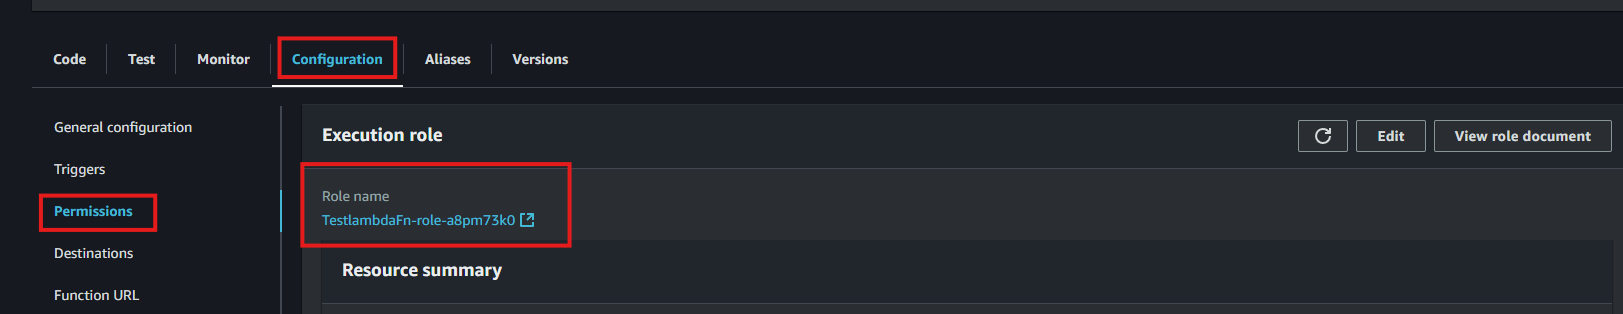 Code Test Monitor Configuration Aliases Versions
General configuration
Triggers
Permissions
Destinations
Function URL
Execution role
Edit View role document
Role name
TestlambdaFn-role-a8pm73k0
Resource summary